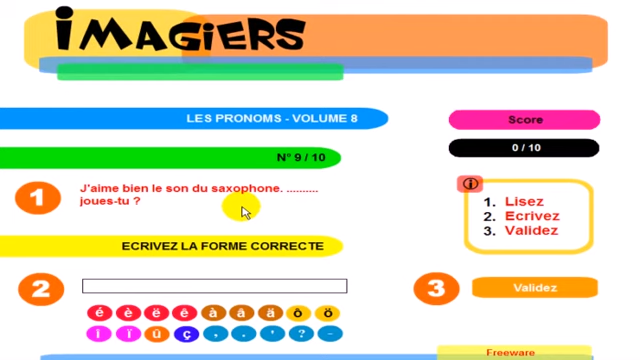 iMAGiERS
LES PRONOMS - VOLUME 8
Score
N° 9 / 10
0 / 10
1
J'aime bien le son du saxophone. ..........
joues-tu ?
i
1. Lisez
2. Ecrivez
3. Validez
ECRIVEZ LA FORME CORRECTE
2
3
Validez
é è ë ê à â ä ò ö
î ï û ç , . ' ? -
Freeware